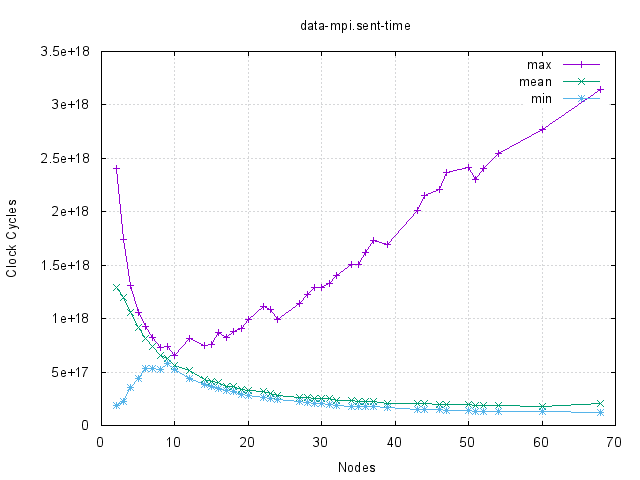 data-mpi.sent-time
max
mean
min
3.5e+18
3e+18
2.5e+18
2e+18
1.5e+18
1e+18
5e+17
0
Clock Cycles
0 10 20 30 40 50 60 70
Nodes